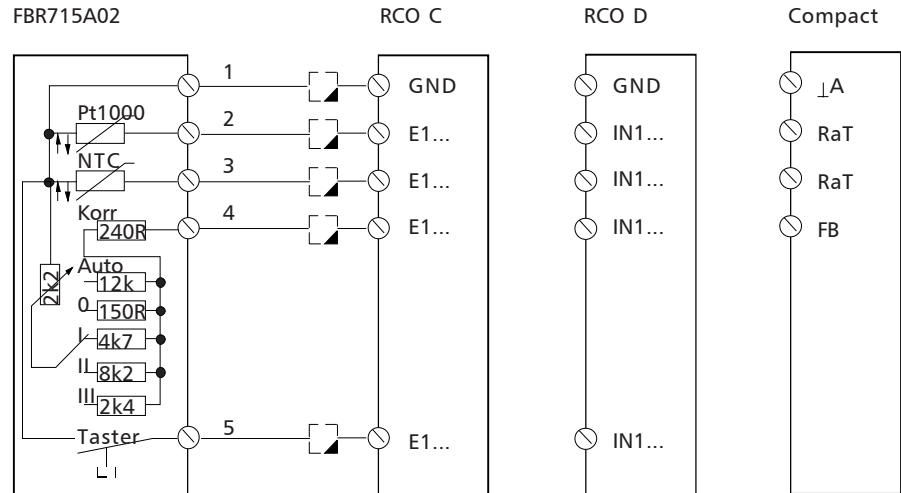 FBR715A02 RCO C RCO D Compact
1 GND GND ⊥A
Pt1000 2 E1... IN1... RaT
NTC 3 E1... IN1... RaT
Korr 4 E1... IN1... FB
240R
2k2
Auto
12k
0 150R
I 4k7
II 8k2
III 2k4
Taster 5 E1... IN1...